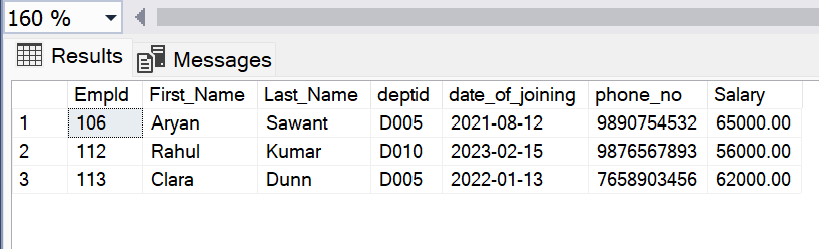 160 %
Results Messages
EmpId First_Name Last_Name deptid date_of_joining phone_no Salary
1 106 Aryan Sawant D005 2021-08-12 9890754532 65000.00
2 112 Rahul Kumar D010 2023-02-15 9876567893 56000.00
3 113 Clara Dunn D005 2022-01-13 7658903456 62000.00